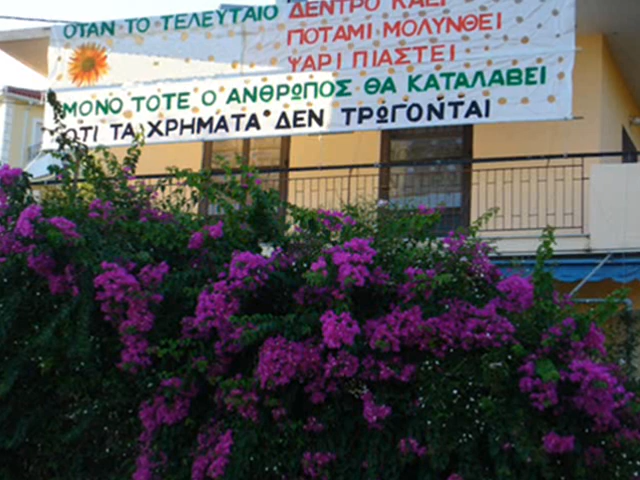 ΟΤΑΝ ΤΟ ΤΕΛΕΥΤΑΙΟ ΔΕΝΤΡΟ ΚΑΕΙ
ΠΟΤΑΜΙ ΜΟΛΥΝΘΕΙ
ΨΑΡΙ ΠΙΑΣΤΕΙ
ΜΟΝΟ ΤΟΤΕ Ο ΑΝΘΡΩΠΟΣ ΘΑ ΚΑΤΑΛΑΒΕΙ
ΟΤΙ ΤΑ ΧΡΗΜΑΤΑ ΔΕΝ ΤΡΩΓΟΝΤΑΙ